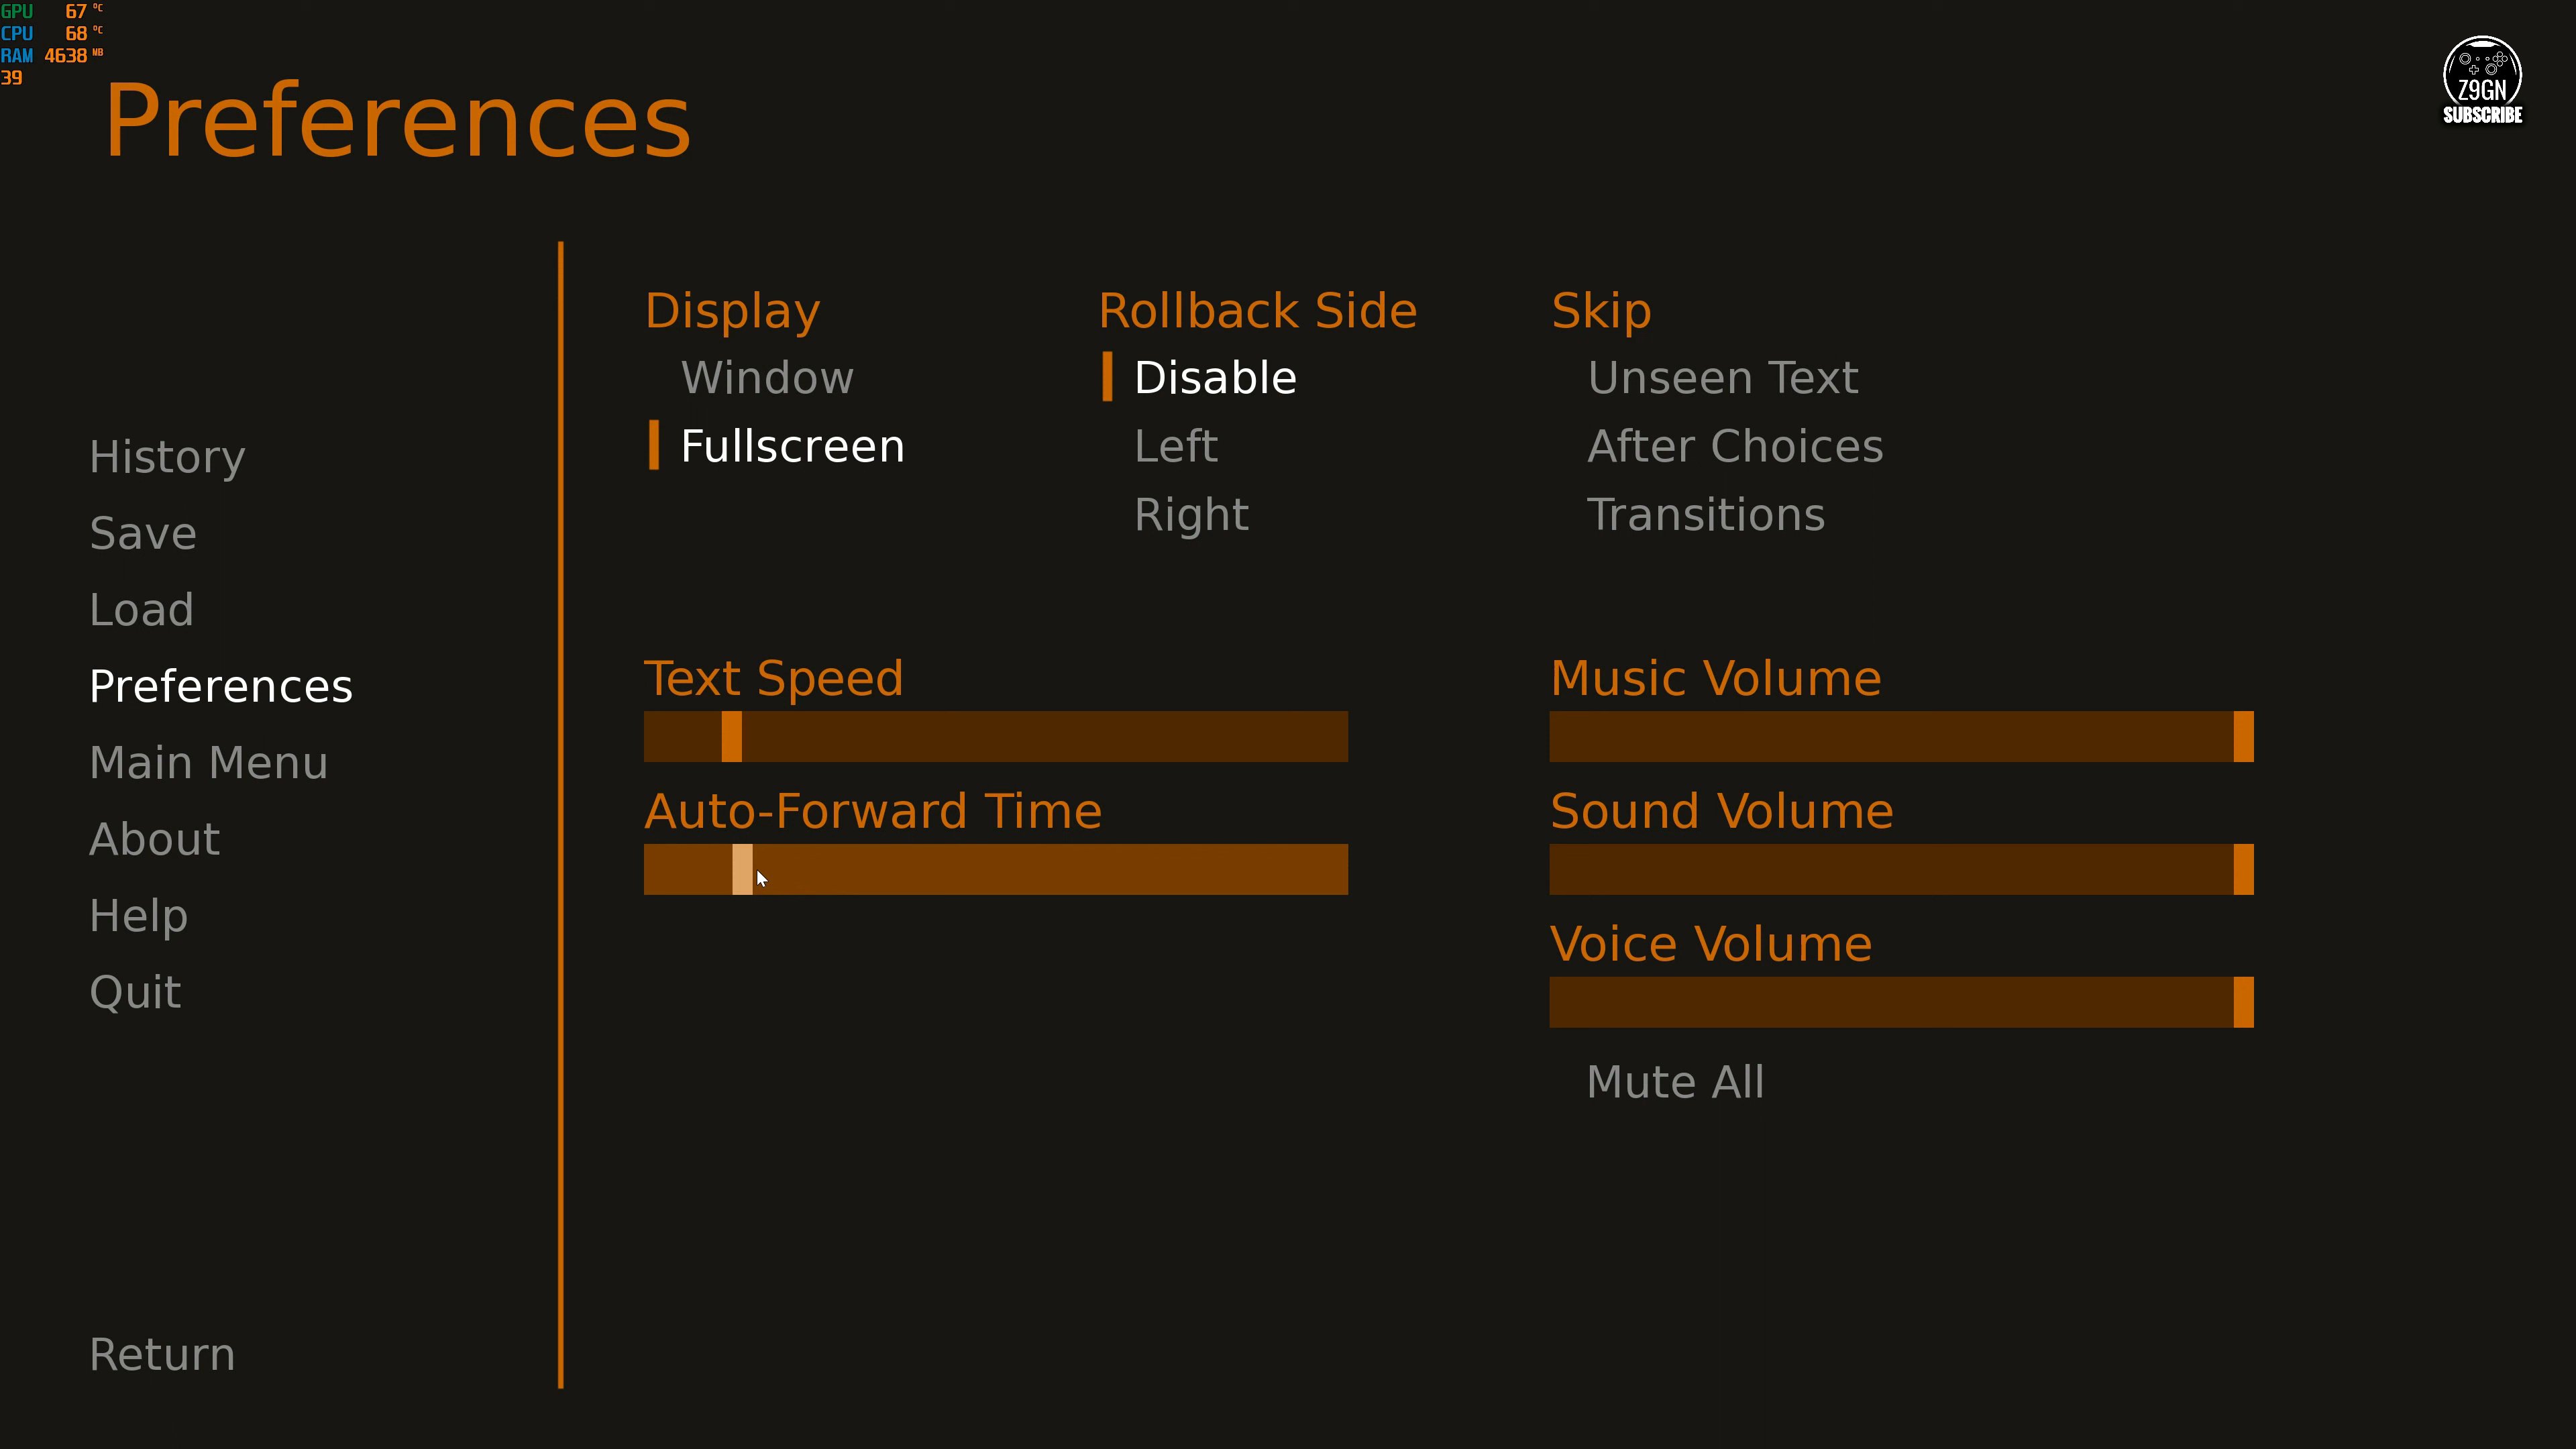 GPU 67 °C
CPU 68 °C
RAM 4638 MB
39
Z9GN
SUBSCRIBE
Preferences
History
Save
Load
Preferences
Main Menu
About
Help
Quit
Return
Display
Window
Fullscreen
Rollback Side
Disable
Left
Right
Skip
Unseen Text
After Choices
Transitions
Text Speed
Auto-Forward Time
Music Volume
Sound Volume
Voice Volume
Mute All